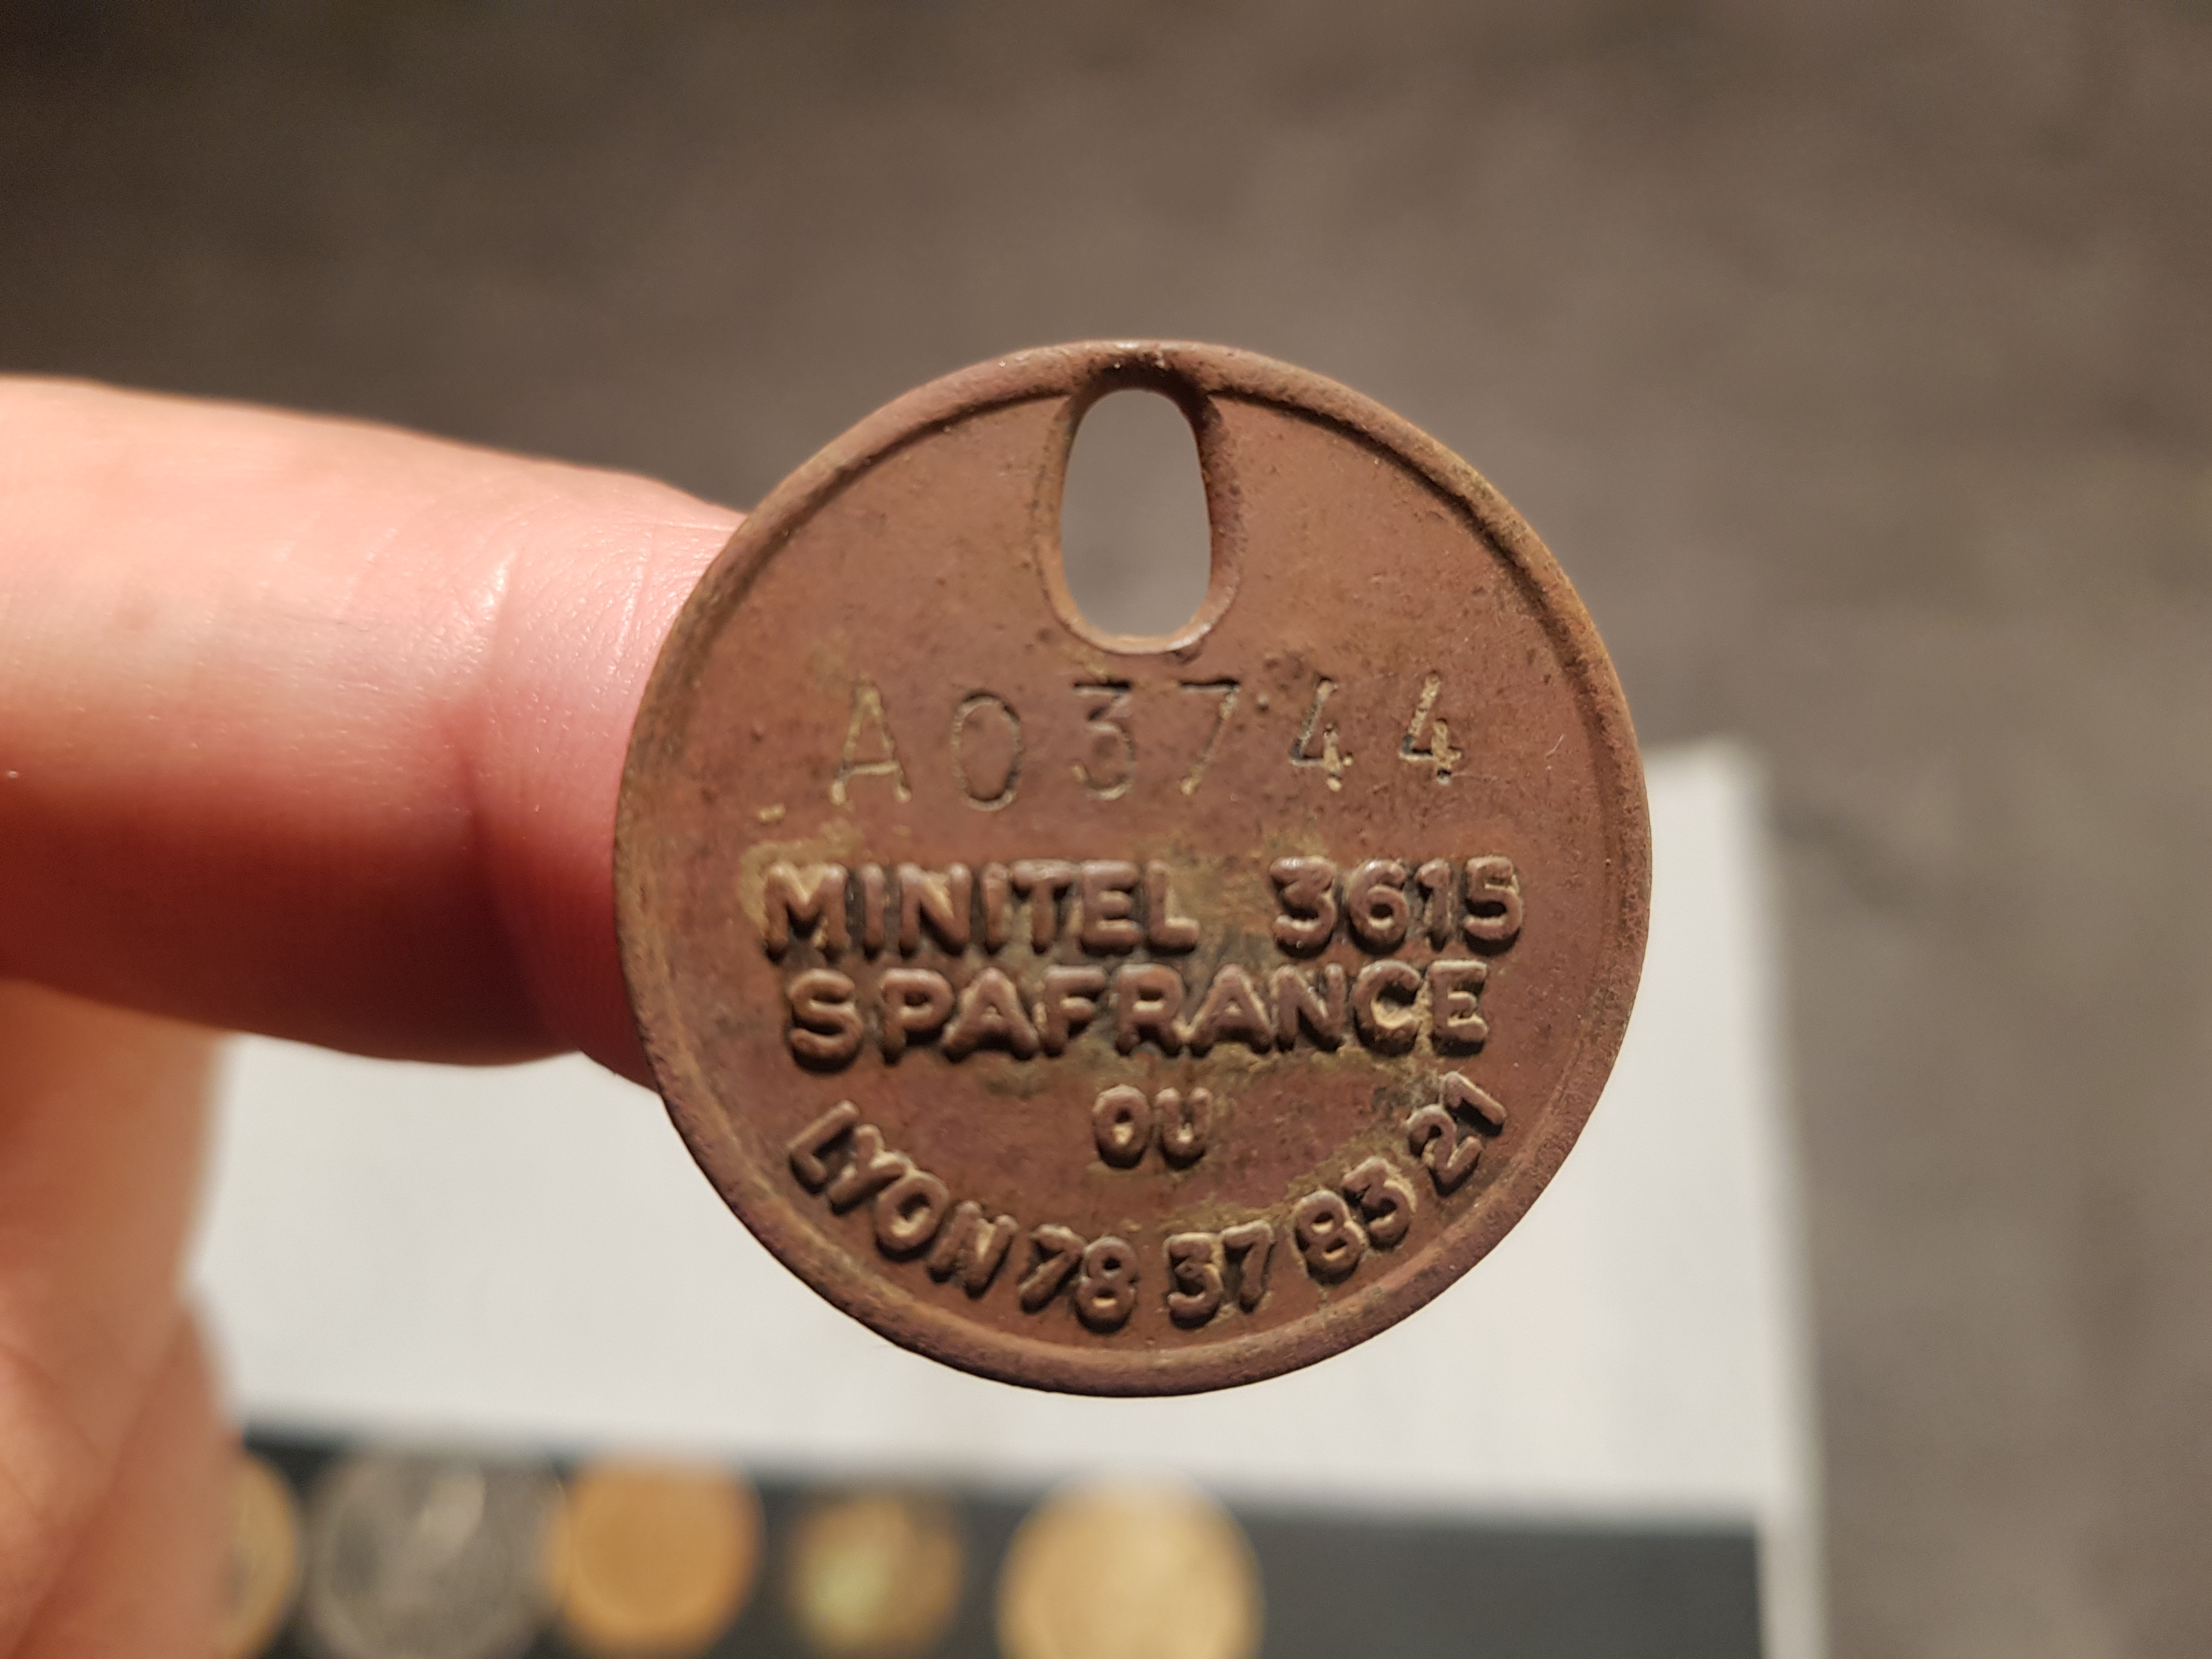 A03744
MINITEL 3615
SPAFRANCE
OU
LYON 78 37 83 21